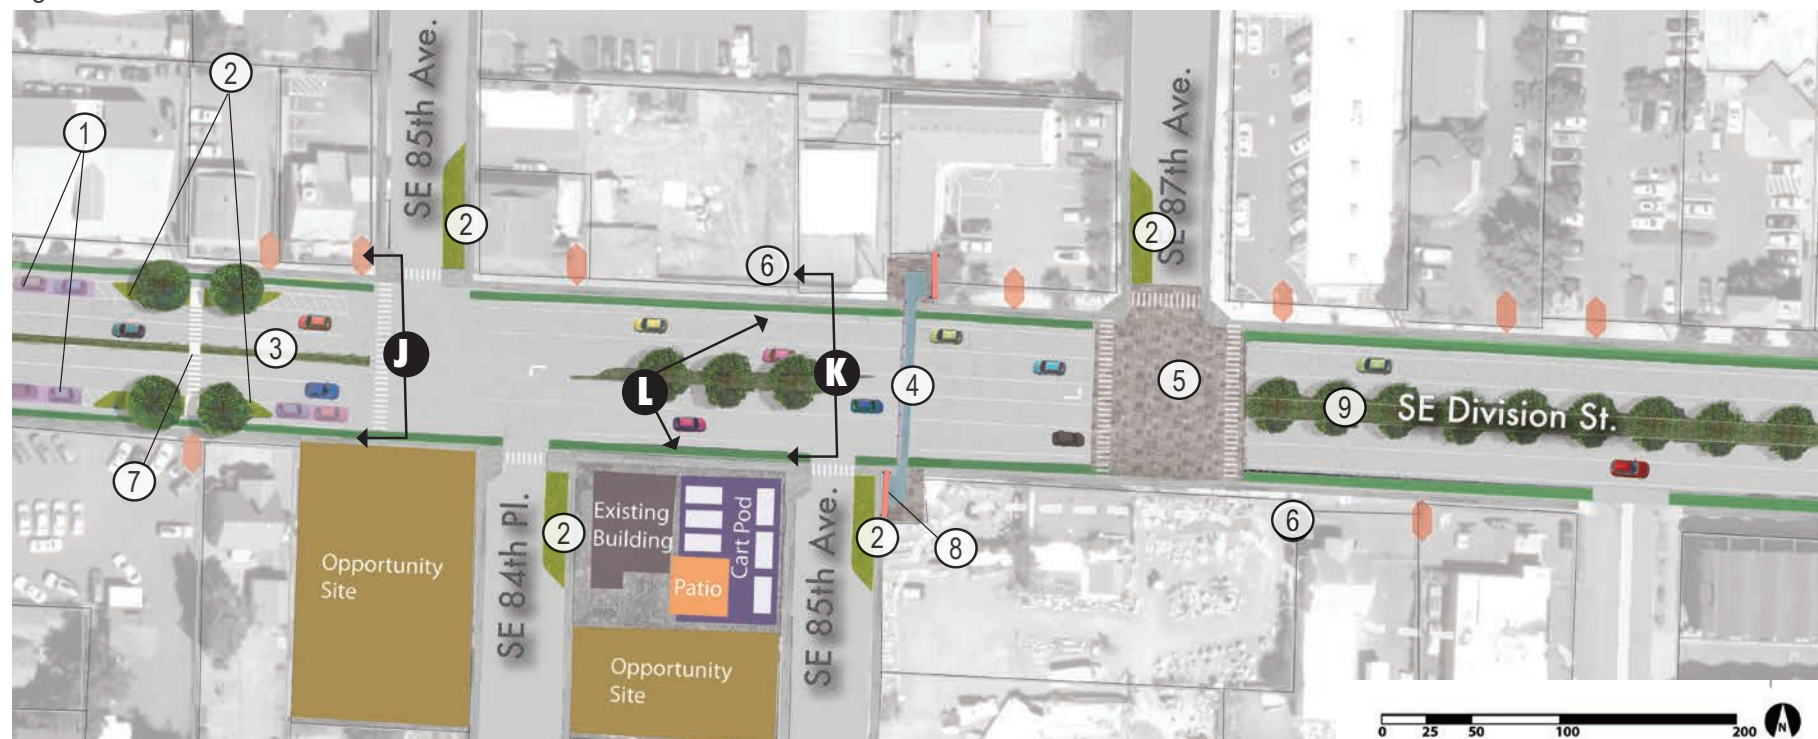 SE 85th Ave.
SE 87th Ave.
2
1
2
2
6
3
J
4
5
K
L
9
SE Division St.
7
SE 84th Pl.
Existing
Building
Cart Pod
Patio
SE 85th Ave.
2
2
8
6
Opportunity
Site
Opportunity
Site
0 25 50 100 200
N